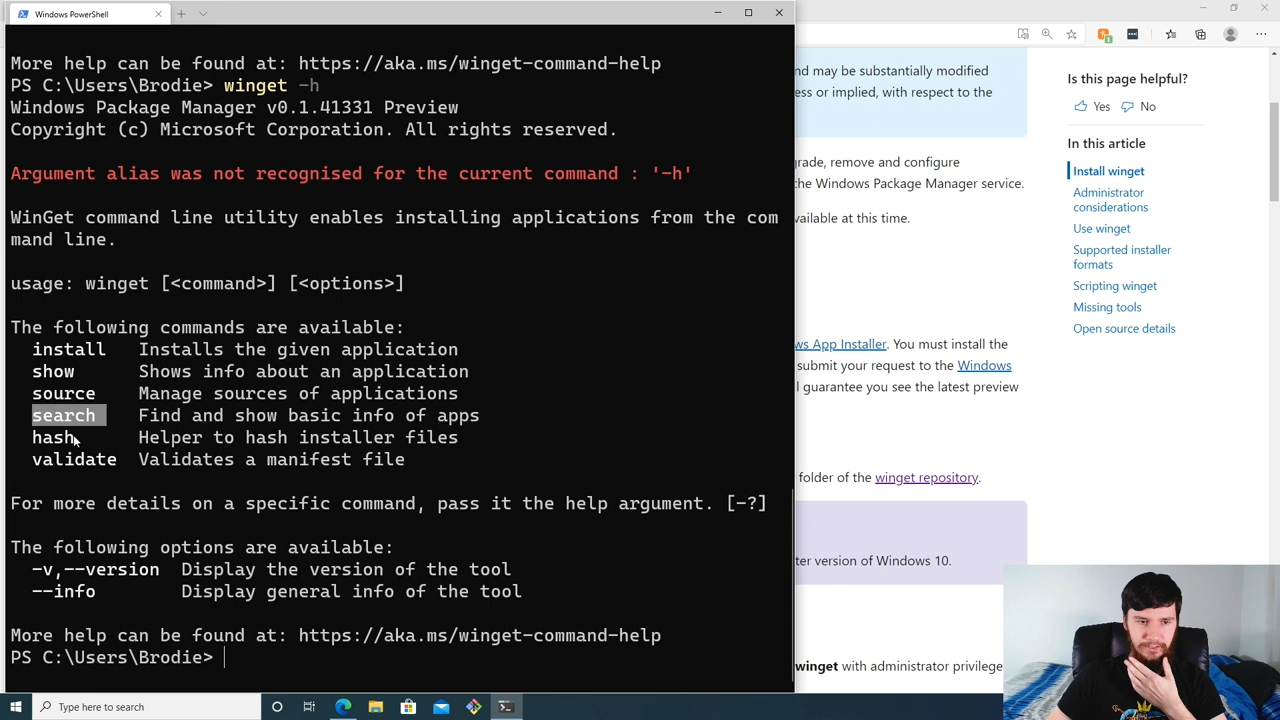 Windows PowerShell
More help can be found at: https://aka.ms/winget-command-help
PS C:\Users\Brodie> winget -h
Windows Package Manager v0.1.41331 Preview
Copyright (c) Microsoft Corporation. All rights reserved.
Argument alias was not recognised for the current command : '-h'
WinGet command line utility enables installing applications from the com
mand line.
usage: winget [<command>] [<options>]
The following commands are available:
install Installs the given application
show Shows info about an application
source Manage sources of applications
search Find and show basic info of apps
hash Helper to hash installer files
validate Validates a manifest file
For more details on a specific command, pass it the help argument. [-?]
The following options are available:
-v,--version Display the version of the tool
--info Display general info of the tool
More help can be found at: https://aka.ms/winget-command-help
PS C:\Users\Brodie>
nd may be substantially modified
ess or implied, with respect to the
grade, remove and configure
the Windows Package Manager service.
vailable at this time.
ws App Installer. You must install the
submit your request to the Windows
l guarantee you see the latest preview
folder of the winget repository.
ter version of Windows 10.
winget with administrator privilege
Is this page helpful?
Yes No
In this article
Install winget
Administrator
considerations
Use winget
Supported installer
formats
Scripting winget
Missing tools
Open source details
Type here to search